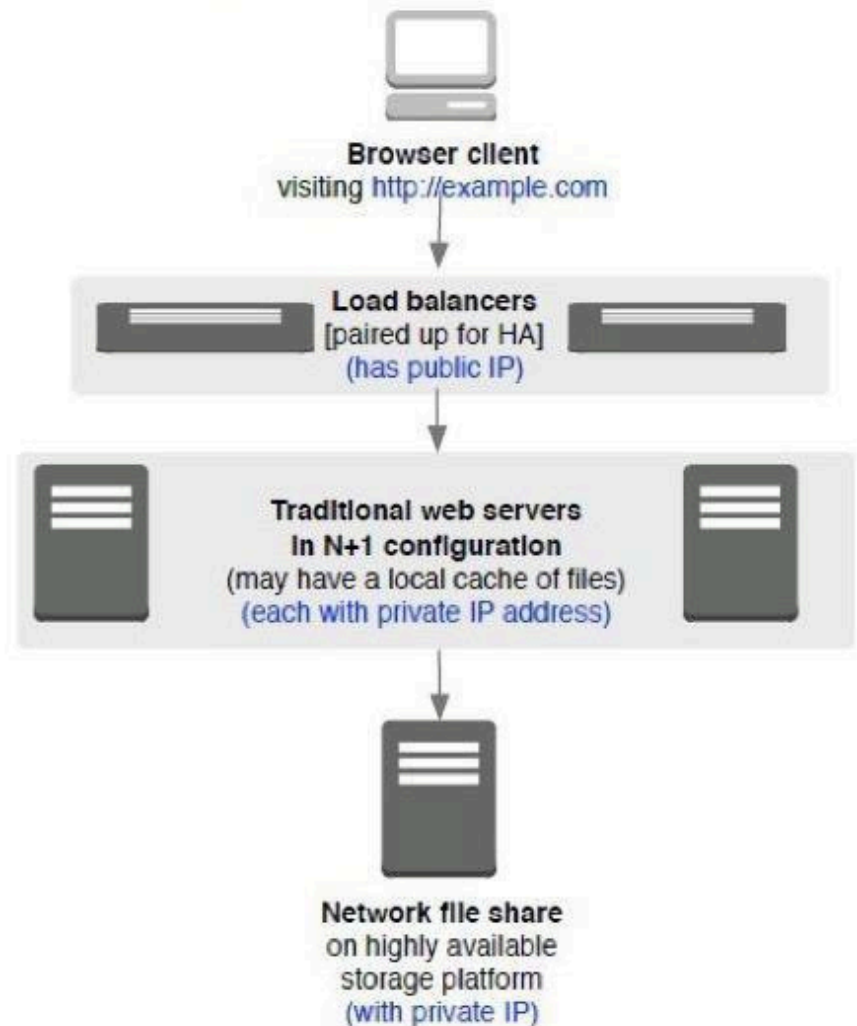 Browser client
visiting http://example.com
Load balancers
[paired up for HA]
(has public IP)
Traditional web servers
in N+1 configuration
(may have a local cache of files)
(each with private IP address)
Network file share
on highly available
storage platform
(with private IP)